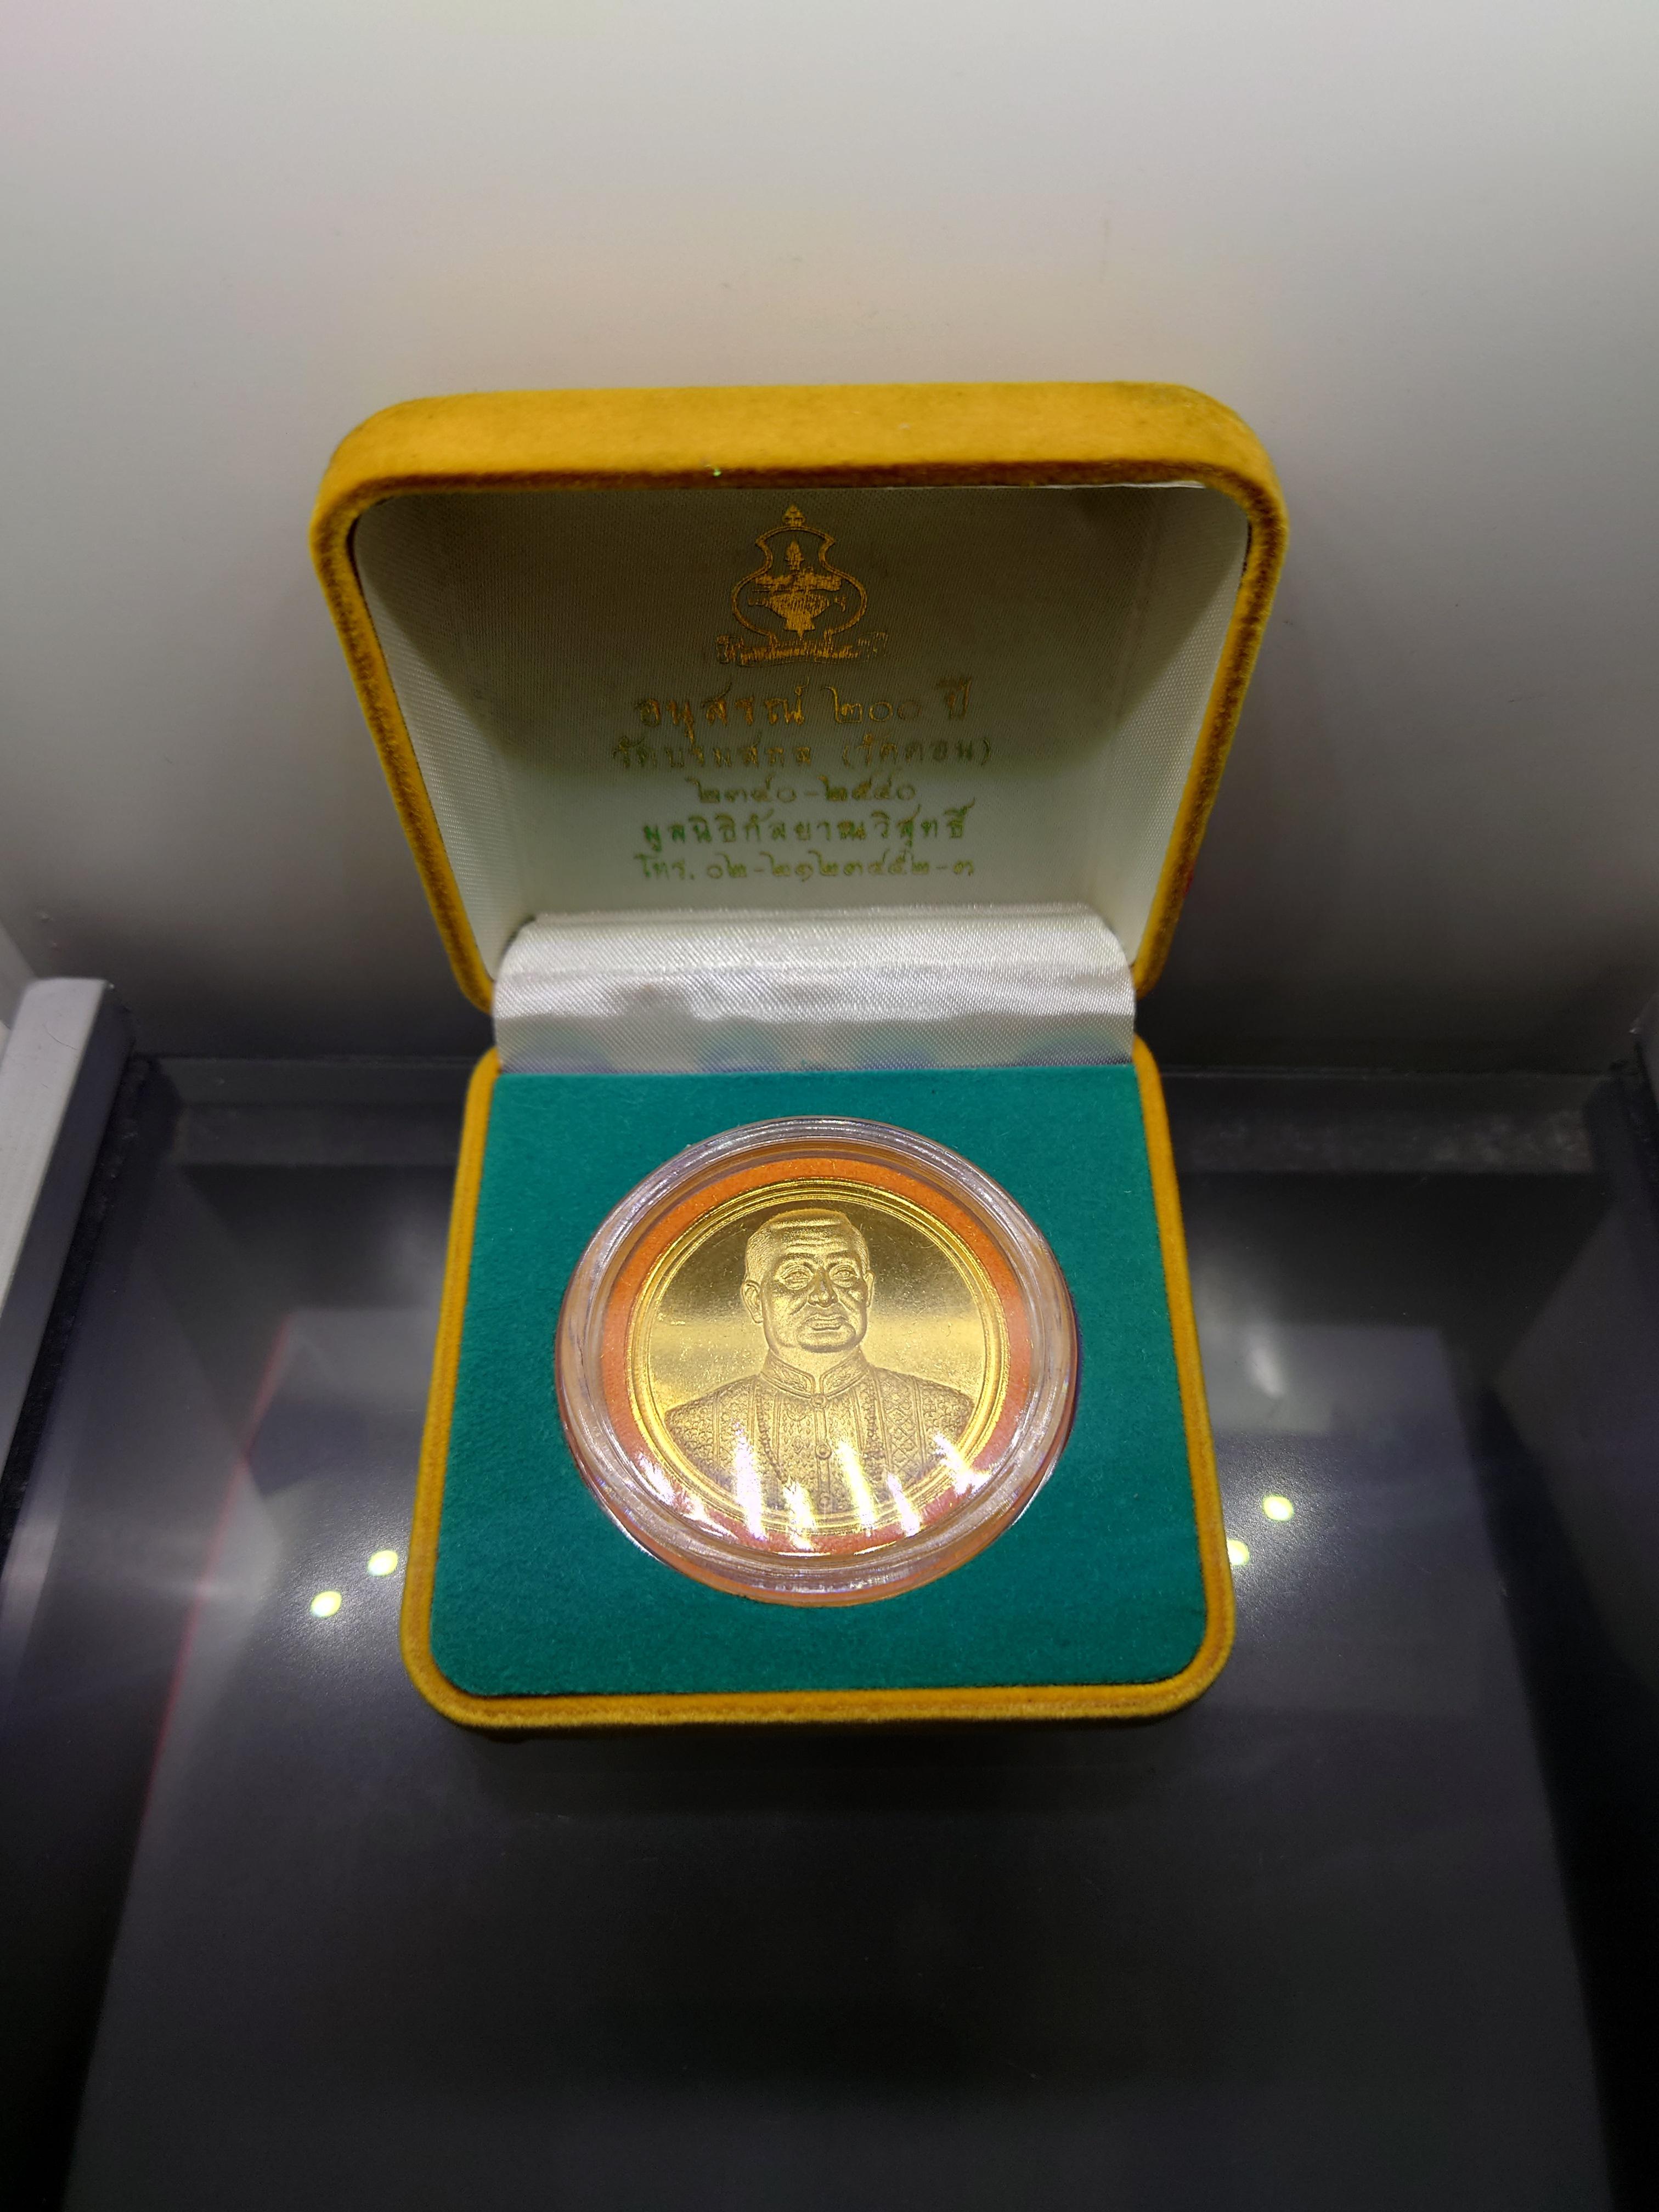 อนุสรณ์ ๒๐๐ ปี
วัดบรมสถล (วัดดอน)
๒๓๔๐-๒๕๔๐
มูลนิธิกัลยาณวิสุทธิ์
โทร. ๐๒-๒๑๒๓๔๕๒-๓